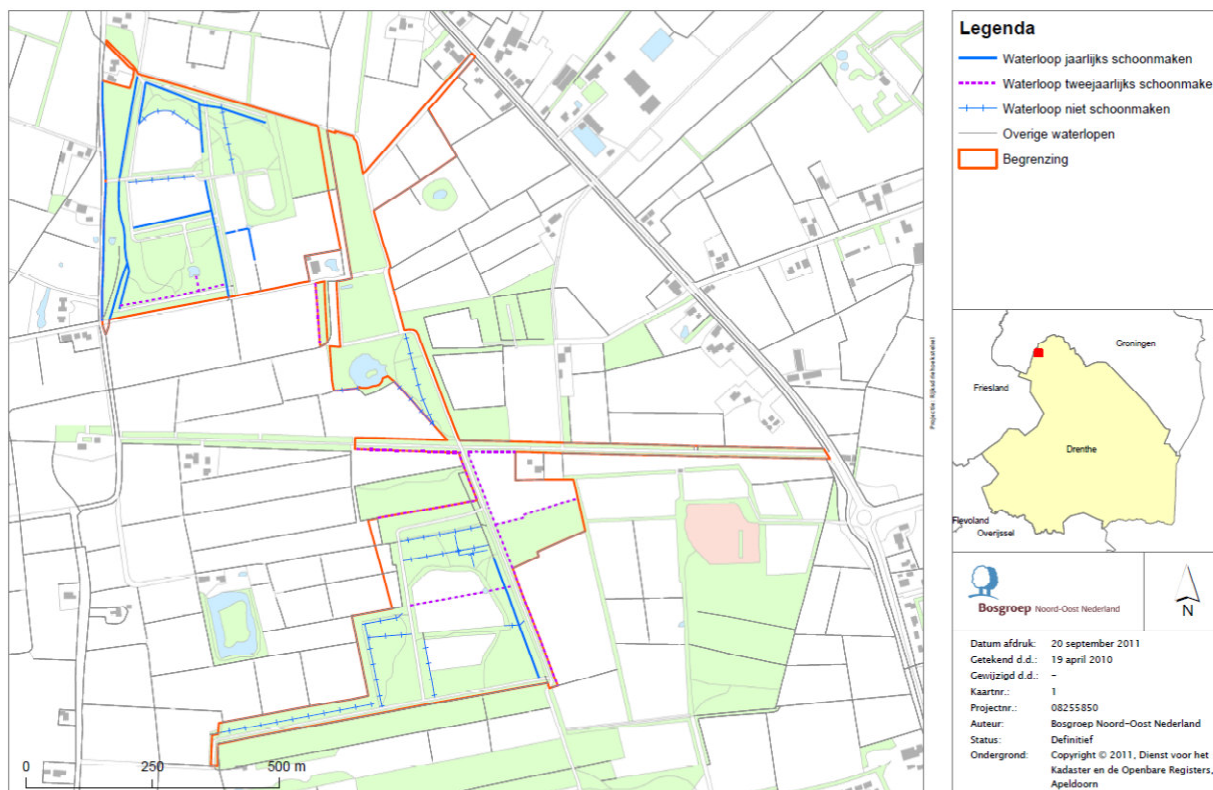 Legenda
Waterloop jaarlijks schoonmaken
Waterloop tweejaarlijks schoonmake
Waterloop niet schoonmaken
Overige waterlopen
Begrenzing
Projectie: Rijksdriehoekstelsel
Groningen
Friesland
Drenthe
Flevoland
Overijssel
Bosgroep Noord-Oost Nederland
N
Datum afdruk: 20 september 2011
Getekend d.d.: 19 april 2010
Gewijzigd d.d.: -
Kaartnr.: 1
Projectnr.: 08255850
Auteur: Bosgroep Noord-Oost Nederland
Status: Definitief
Ondergrond: Copyright © 2011, Dienst voor het
Kadaster en de Openbare Registers,
Apeldoorn
0 250 500 m